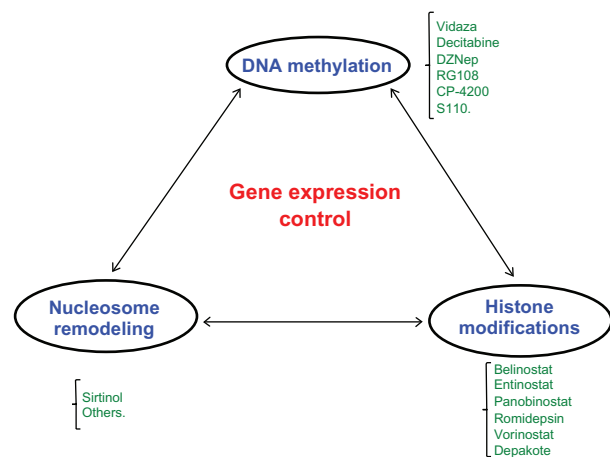 DNA methylation
Vidaza
Decitabine
DZNep
RG108
CP-4200
S110.
Gene expression
control
Nucleosome
remodeling
Histone
modifications
Sirtinol
Others.
Belinostat
Entinostat
Panobinostat
Romidepsin
Vorinostat
Depakote